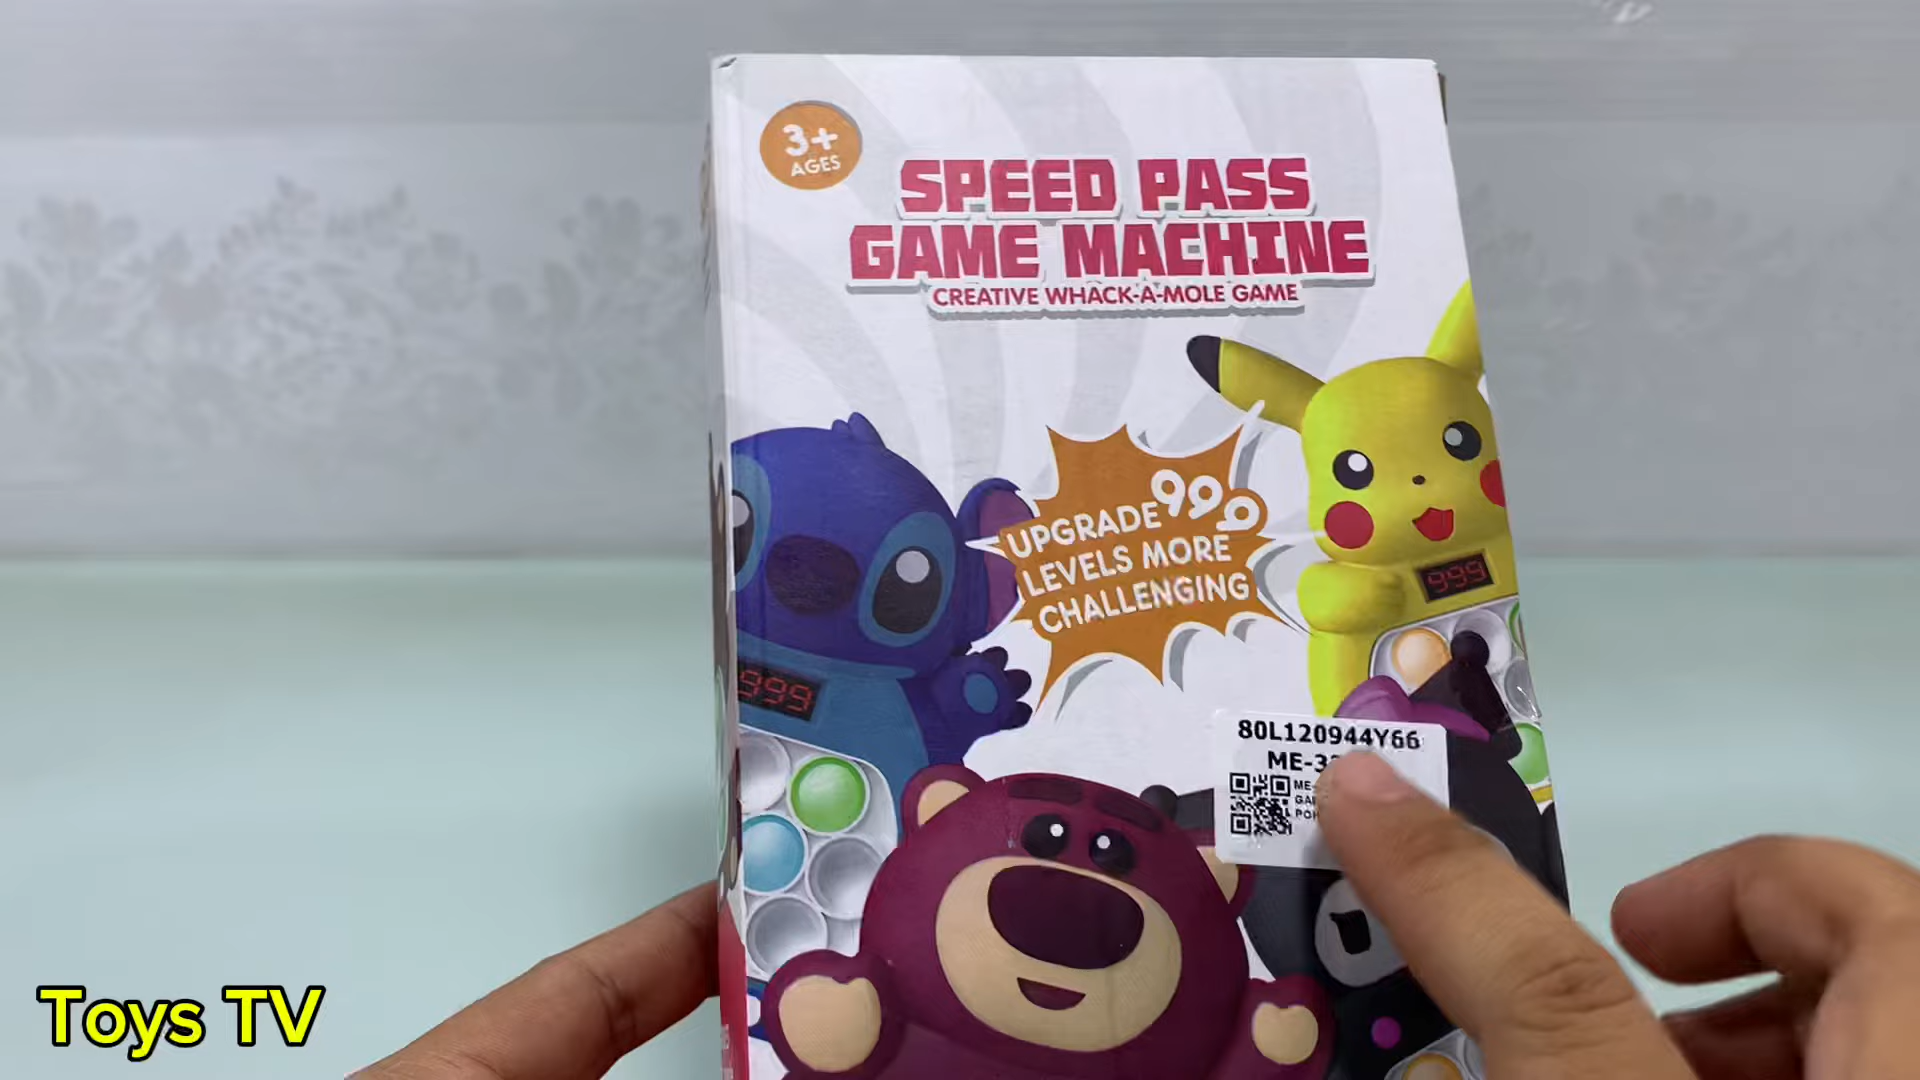 3+
AGES
SPEED PASS
GAME MACHINE
CREATIVE WHACK-A-MOLE GAME
UPGRADE 999
LEVELS MORE
CHALLENGING
999
999
80L120944Y66
Toys TV